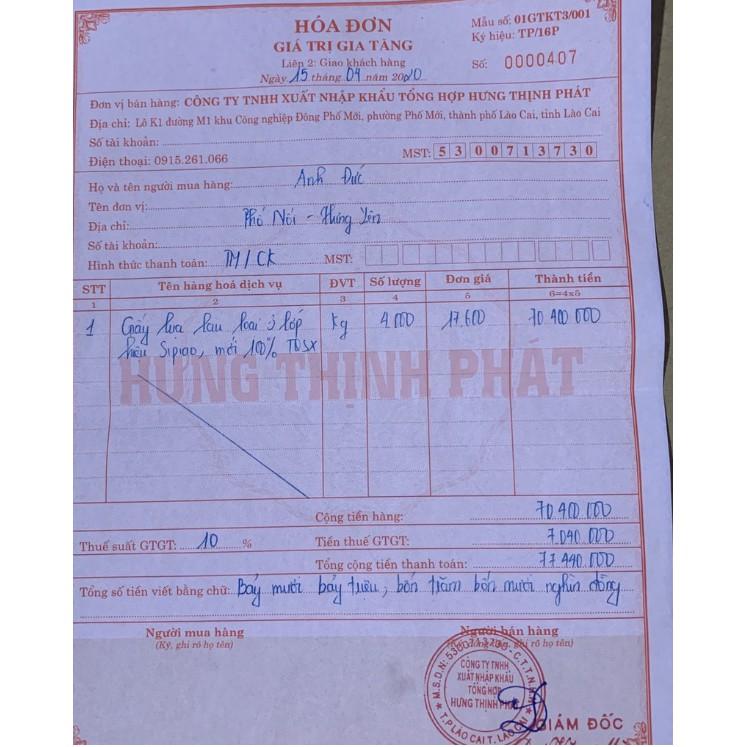 HÓA ĐƠN
GIÁ TRỊ GIA TĂNG
Liên 2: Giao khách hàng
Ngày 15 tháng 04 năm 2020
Mẫu số: 01GTKT3/001
Ký hiệu: TP/16P
Số: 0000407
Đơn vị bán hàng: CÔNG TY TNHH XUẤT NHẬP KHẨU TỔNG HỢP HƯNG THỊNH PHÁT
Địa chỉ: Lô K1 đường M1 khu Công nghiệp Đông Phố Mới, phường Phố Mới, thành phố Lào Cai, tỉnh Lào Cai
Số tài khoản:
Điện thoại: 0915.261.066 MST: 5300713730
Họ và tên người mua hàng: Anh Đức
Tên đơn vị:
Địa chỉ: Phố Nối - Hưng Yên
Số tài khoản:
Hình thức thanh toán: TM/CK MST:
STT Tên hàng hoá dịch vụ ĐVT Số lượng Đơn giá Thành tiền
1 2 3 4 5 6=4x5
1 Giấy lụa lau loại 3 lớp kg 4.000 17.600 70.400.000
hiệu Sipiao, mới 100% TQSX
HƯNG THỊNH PHÁT
Cộng tiền hàng: 70.400.000
Thuế suất GTGT: 10 % Tiền thuế GTGT: 7.040.000
Tổng cộng tiền thanh toán: 77.440.000
Tổng số tiền viết bằng chữ: Bảy mươi bảy triệu, bốn trăm bốn mươi nghìn đồng
Người mua hàng Người bán hàng
(Ký, ghi rõ họ tên) ghi rõ họ tên)
M.S.D.N: 5300713730-C.T.T.N.H.H
CÔNG TY TNHH
XUẤT NHẬP KHẨU
TỔNG HỢP
HƯNG THỊNH PHÁT
T.P LÀO CAI T. LÀO CAI
GIÁM ĐỐC